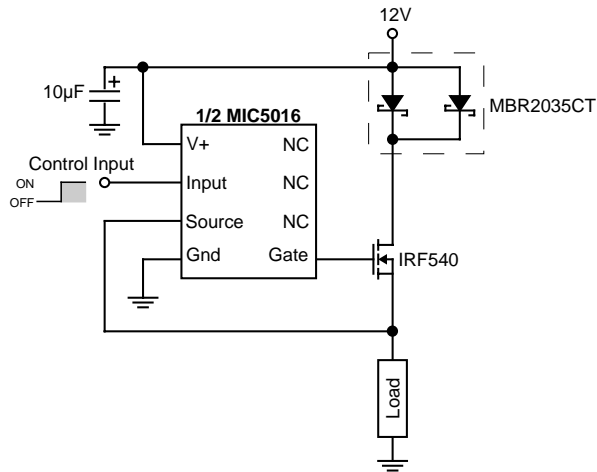 12V
10µF
+
MBR2035CT
1/2 MIC5016
V+ NC
Control Input
ON
OFF
Input NC
Source NC
Gnd Gate
IRF540
Load